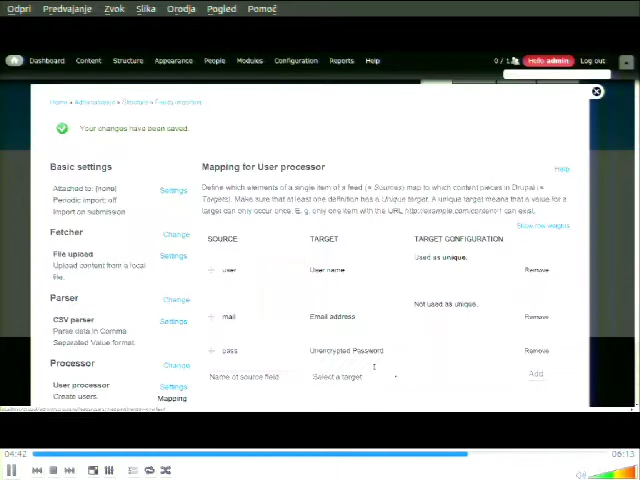 Odpri Predvajanje Zvok Slika Orodja Pogled Pomoč
Dashboard Content Structure Appearance People Modules Configuration Reports Help 0 / 1 Hello admin Log out
Home » Administration » Structure » Feeds importers
Your changes have been saved.
Basic settings
Attached to: [none]
Settings
Periodic import: off
Import on submission
Fetcher
Change
File upload
Settings
Upload content from a local
file.
Parser
Change
CSV parser
Settings
Parse data in Comma
Separated Value format.
Processor
Change
User processor
Settings
Create users.
Mapping
Mapping for User processor
Help
Define which elements of a single item of a feed (= Sources) map to which content pieces in Drupal (=
Targets). Make sure that at least one definition has a Unique target. A unique target means that a value for a
target can only occur once. E. g. only one item with the URL http://example.com/content/1 can exist.
Show row weights
SOURCE TARGET TARGET CONFIGURATION
Used as unique.
user User name Remove
Not used as unique.
mail Email address Remove
pass Unencrypted Password Remove
Name of source field Select a target Add
04:42 06:13